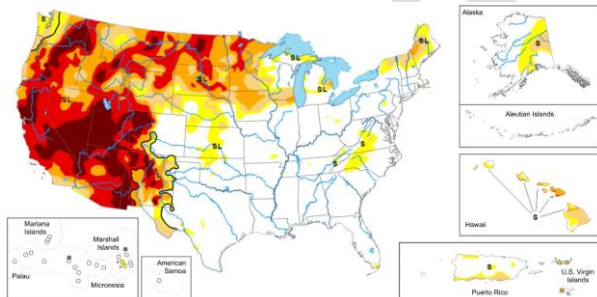 S
SL
SL
SL
SL
SL
SL
L
S
S
Alaska
S
Aleutian Islands
Hawaii
S
Mariana
Islands
Marshall
Islands
Palau
Micronesia
American
Samoa
S
Puerto Rico
U.S. Virgin
Islands